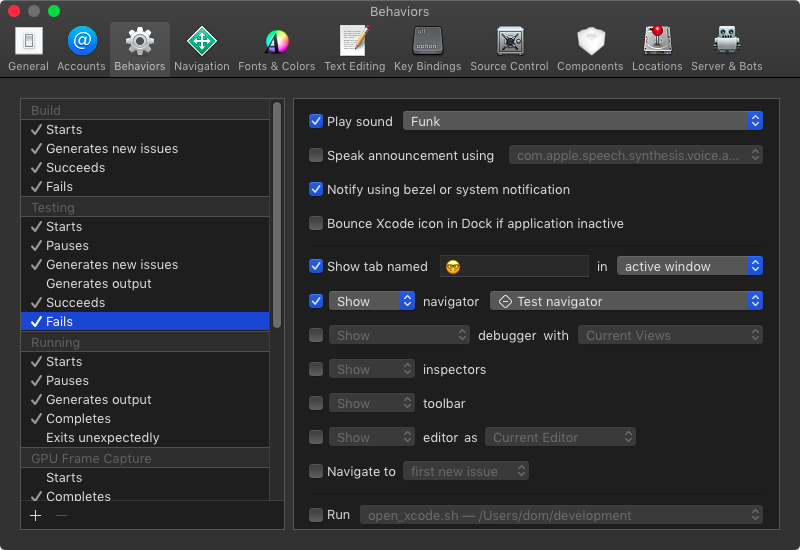 Behaviors
General Accounts Behaviors Navigation Fonts & Colors Text Editing alt option Key Bindings Source Control Components Locations Server & Bots
Build
Starts
Generates new issues
Succeeds
Fails
Testing
Starts
Pauses
Generates new issues
Generates output
Succeeds
Fails
Running
Starts
Pauses
Generates output
Completes
Exits unexpectedly
GPU Frame Capture
Starts
Completes
Play sound Funk
Speak announcement using com.apple.speech.synthesis.voice.a...
Notify using bezel or system notification
Bounce Xcode icon in Dock if application inactive
Show tab named 🤓 in active window
Show navigator Test navigator
Show debugger with Current Views
Show inspectors
Show toolbar
Show editor as Current Editor
Navigate to first new issue
Run open_xcode.sh — /Users/dom/development